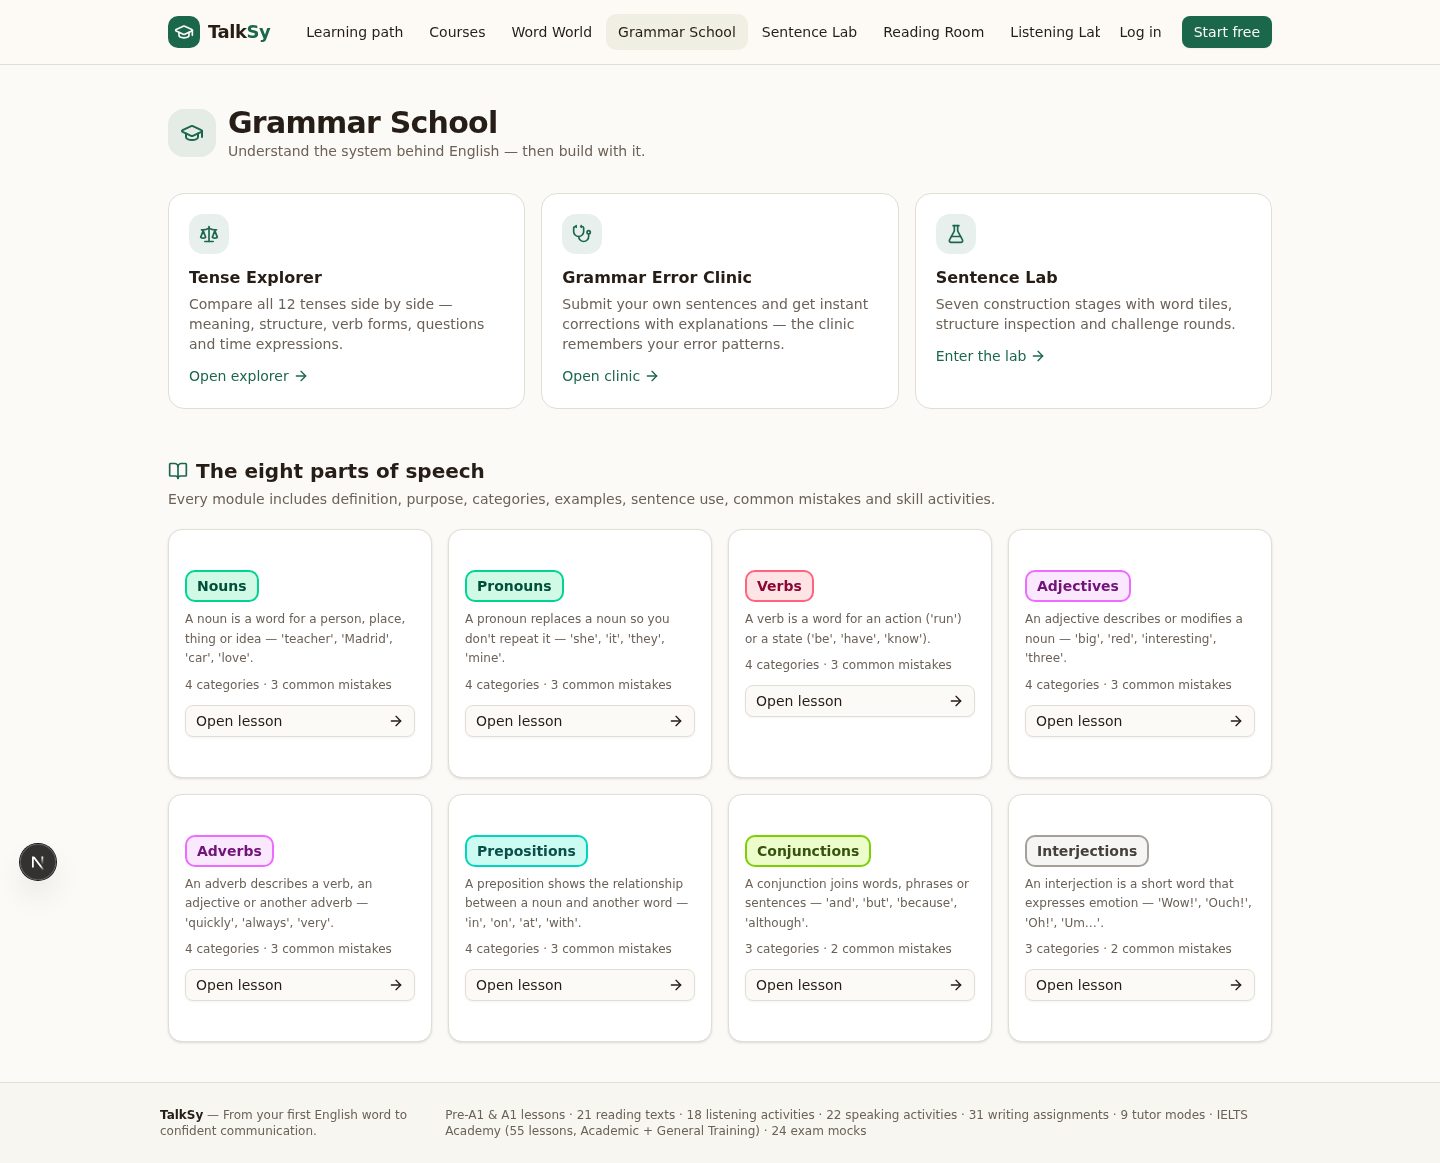 TalkSy Learning path Courses Word World Grammar School Sentence Lab Reading Room Listening Lab Log in Start free
Grammar School
Understand the system behind English — then build with it.
Tense Explorer
Compare all 12 tenses side by side —
meaning, structure, verb forms, questions
and time expressions.
Open explorer →
Grammar Error Clinic
Submit your own sentences and get instant
corrections with explanations — the clinic
remembers your error patterns.
Open clinic →
Sentence Lab
Seven construction stages with word tiles,
structure inspection and challenge rounds.
Enter the lab →
The eight parts of speech
Every module includes definition, purpose, categories, examples, sentence use, common mistakes and skill activities.
Nouns
A noun is a word for a person, place,
thing or idea — 'teacher', 'Madrid',
'car', 'love'.
4 categories · 3 common mistakes
Open lesson →
Pronouns
A pronoun replaces a noun so you
don't repeat it — 'she', 'it', 'they',
'mine'.
4 categories · 3 common mistakes
Open lesson →
Verbs
A verb is a word for an action ('run')
or a state ('be', 'have', 'know').
4 categories · 3 common mistakes
Open lesson →
Adjectives
An adjective describes or modifies a
noun — 'big', 'red', 'interesting',
'three'.
4 categories · 3 common mistakes
Open lesson →
Adverbs
An adverb describes a verb, an
adjective or another adverb —
'quickly', 'always', 'very'.
4 categories · 3 common mistakes
Open lesson →
Prepositions
A preposition shows the relationship
between a noun and another word —
'in', 'on', 'at', 'with'.
4 categories · 3 common mistakes
Open lesson →
Conjunctions
A conjunction joins words, phrases or
sentences — 'and', 'but', 'because',
'although'.
3 categories · 2 common mistakes
Open lesson →
Interjections
An interjection is a short word that
expresses emotion — 'Wow!', 'Ouch!',
'Oh!', 'Um…'.
3 categories · 2 common mistakes
Open lesson →
N
TalkSy — From your first English word to
confident communication.
Pre-A1 & A1 lessons · 21 reading texts · 18 listening activities · 22 speaking activities · 31 writing assignments · 9 tutor modes · IELTS
Academy (55 lessons, Academic + General Training) · 24 exam mocks